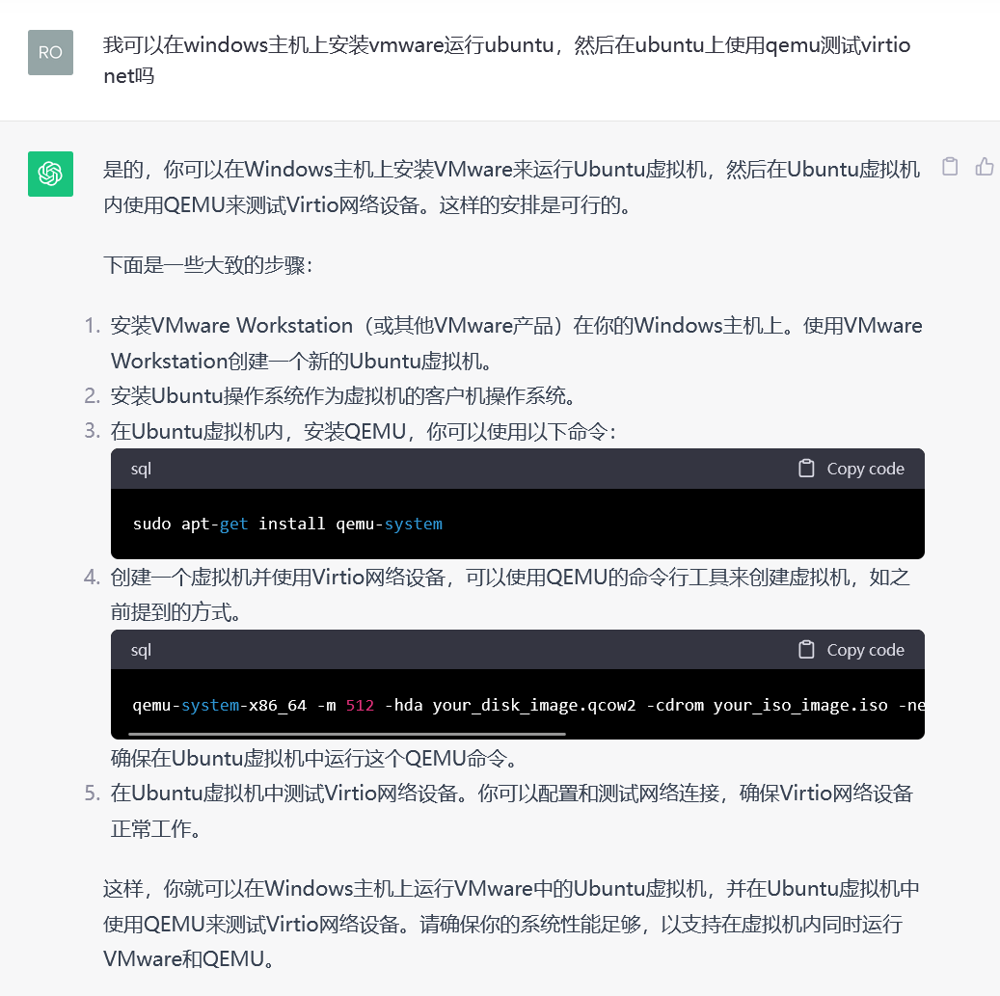 RO
我可以在windows主机上安装vmware运行ubuntu，然后在ubuntu上使用qemu测试virtio
net吗
是的，你可以在Windows主机上安装VMware来运行Ubuntu虚拟机，然后在Ubuntu虚拟机
内使用QEMU来测试Virtio网络设备。这样的安排是可行的。
下面是一些大致的步骤：
1. 安装VMware Workstation（或其他VMware产品）在你的Windows主机上。使用VMware
Workstation创建一个新的Ubuntu虚拟机。
2. 安装Ubuntu操作系统作为虚拟机的客户机操作系统。
3. 在Ubuntu虚拟机内，安装QEMU，你可以使用以下命令：
sql Copy code
sudo apt-get install qemu-system
4. 创建一个虚拟机并使用Virtio网络设备，可以使用QEMU的命令行工具来创建虚拟机，如之
前提到的方式。
sql Copy code
qemu-system-x86_64 -m 512 -hda your_disk_image.qcow2 -cdrom your_iso_image.iso -ne
确保在Ubuntu虚拟机中运行这个QEMU命令。
5. 在Ubuntu虚拟机中测试Virtio网络设备。你可以配置和测试网络连接，确保Virtio网络设备
正常工作。
这样，你就可以在Windows主机上运行VMware中的Ubuntu虚拟机，并在Ubuntu虚拟机中
使用QEMU来测试Virtio网络设备。请确保你的系统性能足够，以支持在虚拟机内同时运行
VMware和QEMU。